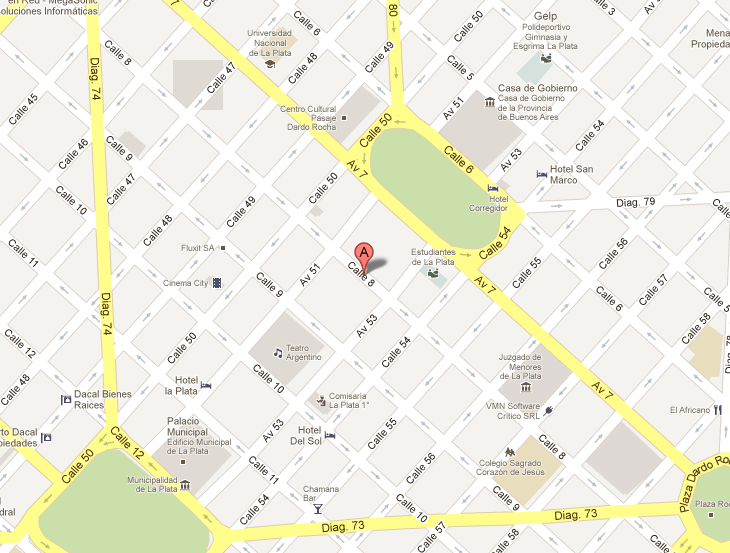 en Red - MegaSonic
Soluciones Informáticas
80
Calle 6
Calle 50
Gelp
Polideportivo
Gimnasia y
Esgrima La Plata
Calle 3
Av
Mena
Propieda
Universidad
Nacional
de La Plata
Calle 8
Calle 49
Calle 48
Calle 5
Diag. 74
Calle 47
Casa de Gobierno
Casa de Gobierno
de la Provincia
de Buenos Aires
Calle 45
Centro Cultural
Pasaje
Dardo Rocha
Av 51
Calle 50
Calle 54
Calle 46
Calle 9
Calle 6
Av 53
Av 7
Hotel San
Marco
Calle 47
Calle 50
Calle 10
Hotel
Corregidor
Diag. 79
Calle 49
Calle 48
Calle 54
Calle 56
Calle 11
Fluxit SA
A
Estudiantes
de La Plata
Calle 55
Calle 57
Av 51
Calle 8
Cinema City
Calle 9
Av 7
Calle 6
Calle 5
Diag. 74
Calle 58
Av 53
Calle 12
Calle 50
Teatro
Argentino
Calle 54
Diag. 78
Juzgado de
Menores
de La Plata
Calle 10
Calle 48
Hotel
la Plata
Av 7
Dacal Bienes
Raices
Comisaría
La Plata 1°
VMN Software
Crítico SRL
El Africano
Palacio
Municipal
Edificio Municipal
de La Plata
Av 53
Hotel
Del Sol
Calle 55
Calle 8
rto Dacal
piedades
Calle 12
Calle 50
Calle 56
Colegio Sagrado
Corazón de Jesus
Calle 11
Plaza Dardo Ro
Municipalidad
de La Plata
Chamana
Bar
Calle 9
Calle 54
Calle 10
Plaza Ro
dral
Diag. 73
Diag. 73
Calle 57